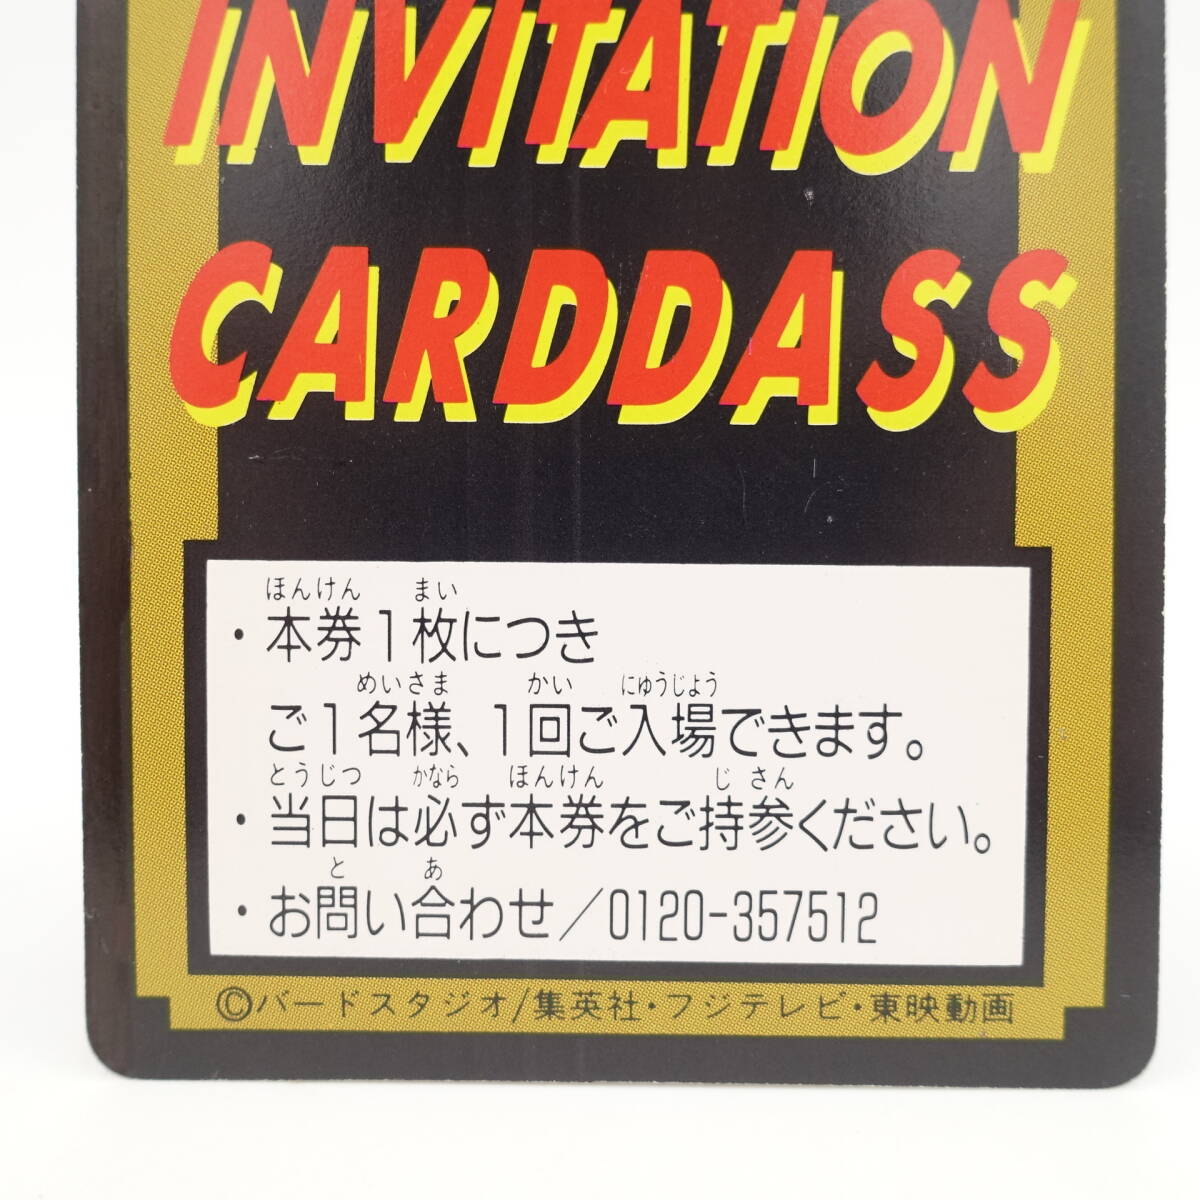 INVITATION
CARDDASS
ほんけん まい
・本券1枚につき
めいさま かい にゅうじょう
ご1名様、1回ご入場できます。
とうじつ かなら ほんけん じさん
・当日は必ず本券をご持参ください。
と あ
・お問い合わせ/0120-357512
©バードスタジオ/集英社・フジテレビ・東映動画